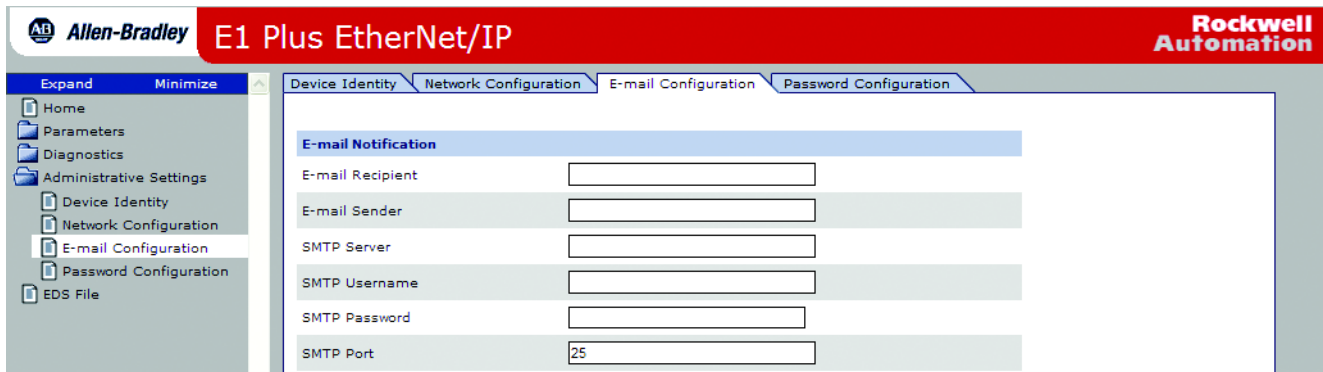 AB Allen-Bradley
E1 Plus EtherNet/IP
Rockwell
Automation
Expand Minimize
Home
Parameters
Diagnostics
Administrative Settings
Device Identity
Network Configuration
E-mail Configuration
Password Configuration
EDS File
Device Identity Network Configuration E-mail Configuration Password Configuration
E-mail Notification
E-mail Recipient
E-mail Sender
SMTP Server
SMTP Username
SMTP Password
SMTP Port 25